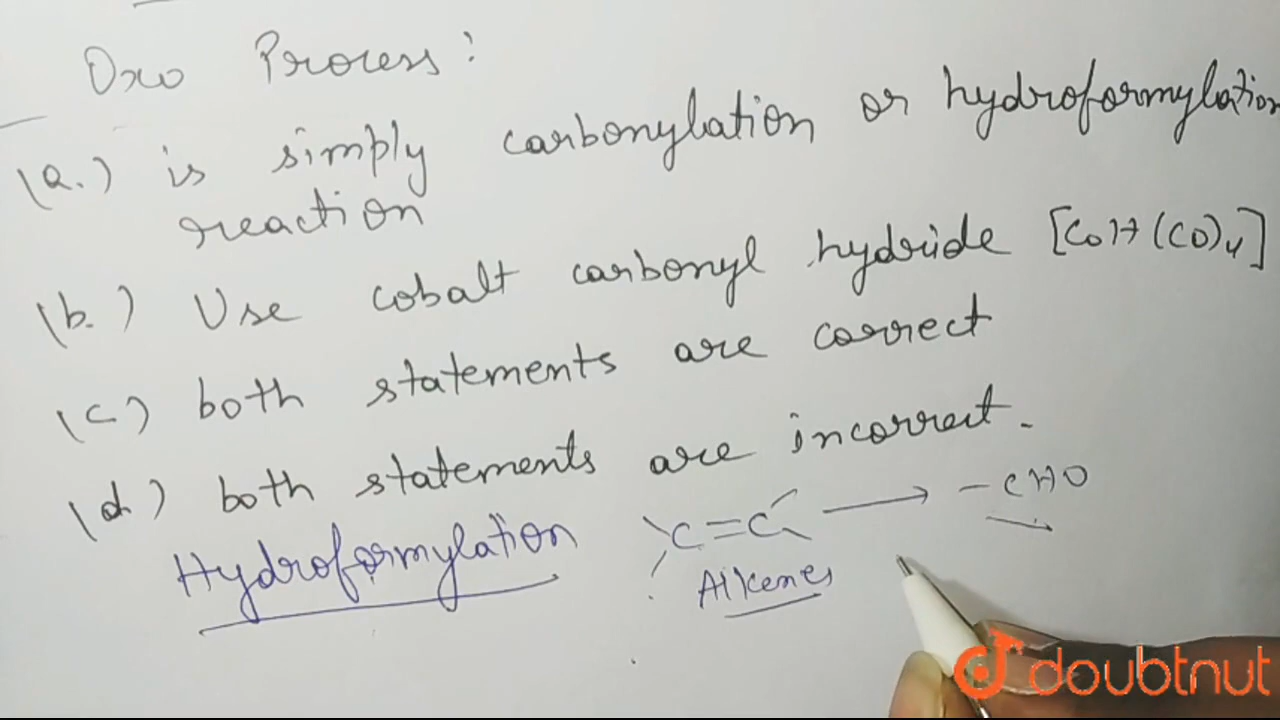 Oxo Process:
(a.) is simply carbonylation or hydroformylation
reaction
(b.) Use cobalt carbonyl hydride [CoH(CO)4]
(c) both statements are correct
(d.) both statements are incorrect.
Hydroformylation C=C → -CHO
Alkenes
doubtnut